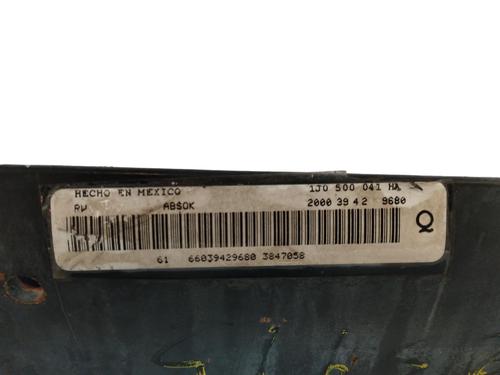 HECHO EN MEXICO 1J0 500 041 HA
RW T ABSOK 2000 39 4 2 9680
Q
61 66039429680 3847058